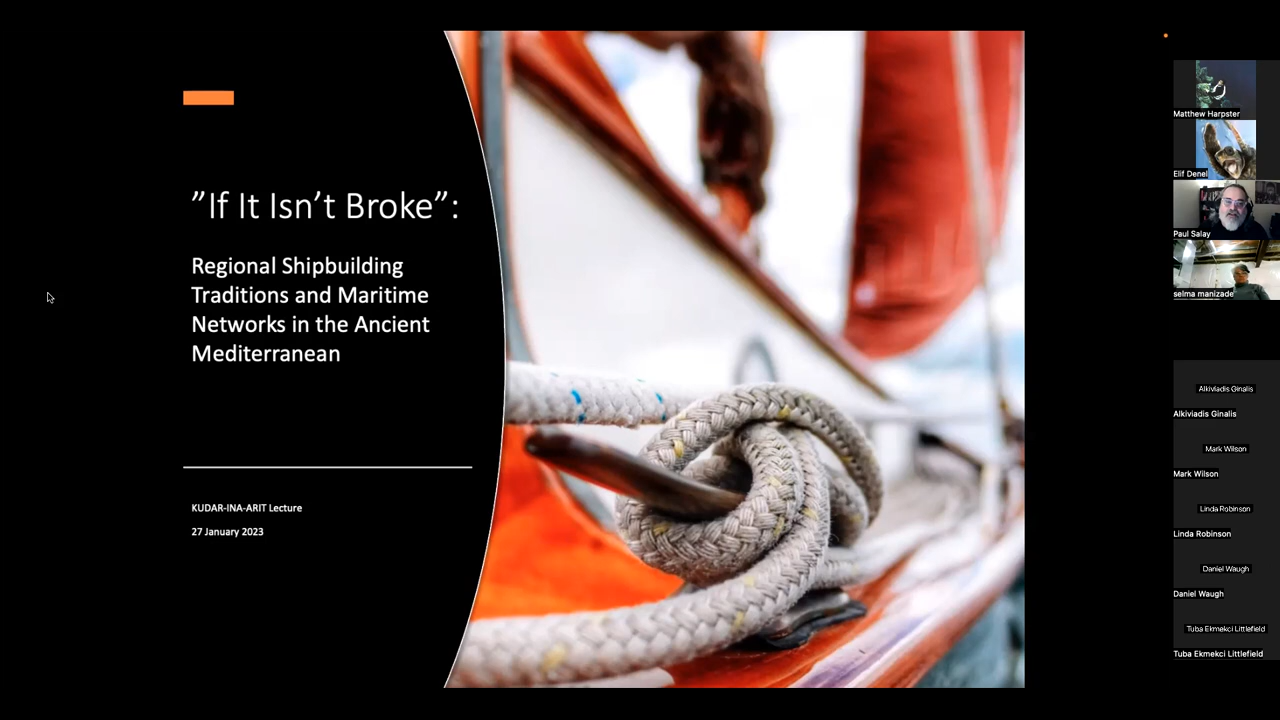 ”If It Isn’t Broke”:
Regional Shipbuilding
Traditions and Maritime
Networks in the Ancient
Mediterranean
KUDAR-INA-ARIT Lecture
27 January 2023
Matthew Harpster
Elif Denel
Paul Salay
selma manizade
Alkiviadis Ginalis
Alkiviadis Ginalis
Mark Wilson
Mark Wilson
Linda Robinson
Linda Robinson
Daniel Waugh
Daniel Waugh
Tuba Ekmekci Littlefield
Tuba Ekmekci Littlefield